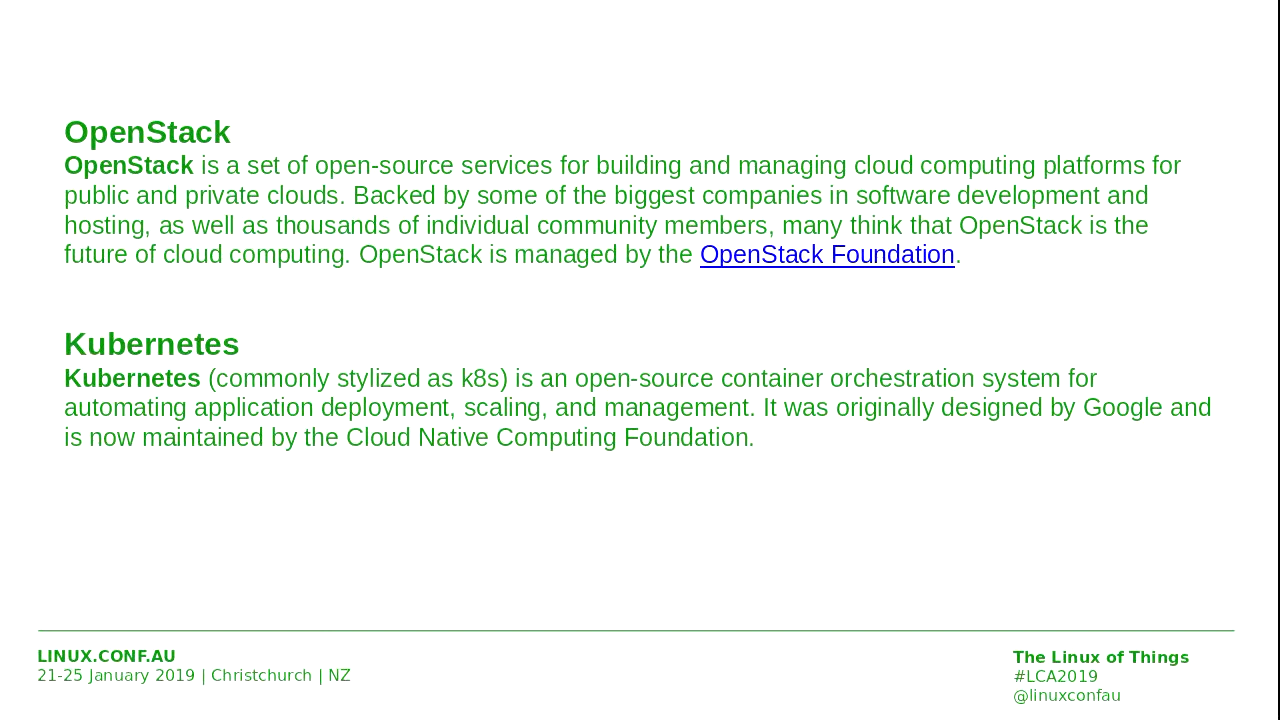 OpenStack
OpenStack is a set of open-source services for building and managing cloud computing platforms for
public and private clouds. Backed by some of the biggest companies in software development and
hosting, as well as thousands of individual community members, many think that OpenStack is the
future of cloud computing. OpenStack is managed by the OpenStack Foundation.
Kubernetes
Kubernetes (commonly stylized as k8s) is an open-source container orchestration system for
automating application deployment, scaling, and management. It was originally designed by Google and
is now maintained by the Cloud Native Computing Foundation.
LINUX.CONF.AU
21-25 January 2019 | Christchurch | NZ
The Linux of Things
#LCA2019
@linuxconfau